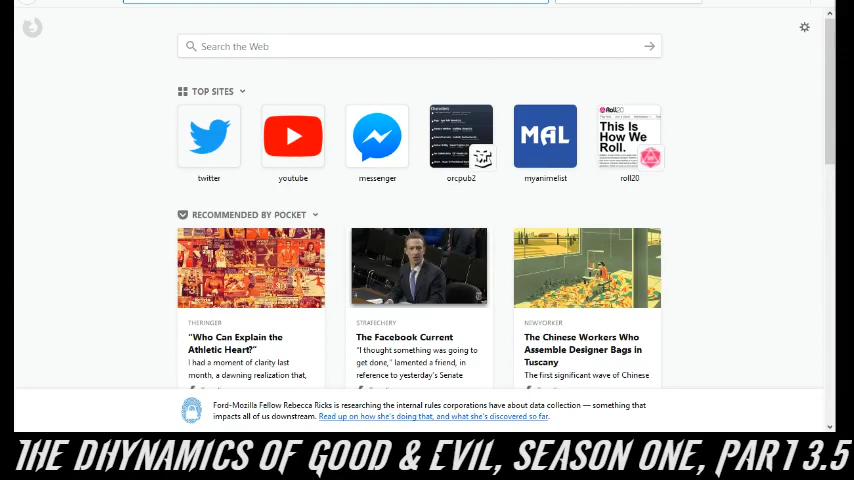 Search the Web
TOP SITES
MAL
Roll20
This Is
How We
Roll.
twitter
youtube
messenger
orcpub2
myanimelist
roll20
RECOMMENDED BY POCKET
THERINGER
"Who Can Explain the
Athletic Heart?"
I had a moment of clarity last
month, a dawning realization that,
STRATECHERY
The Facebook Current
"I thought something was going to
get done," lamented a friend, in
reference to yesterday's Senate
NEWYORKER
The Chinese Workers Who
Assemble Designer Bags in
Tuscany
The first significant wave of Chinese
Ford-Mozilla Fellow Rebecca Ricks is researching the internal rules corporations have about data collection — something that
impacts all of us downstream. Read up on how she's doing that, and what she's discovered so far.
THE DHYNAMICS OF GOOD & EVIL, SEASON ONE, PART 3.5